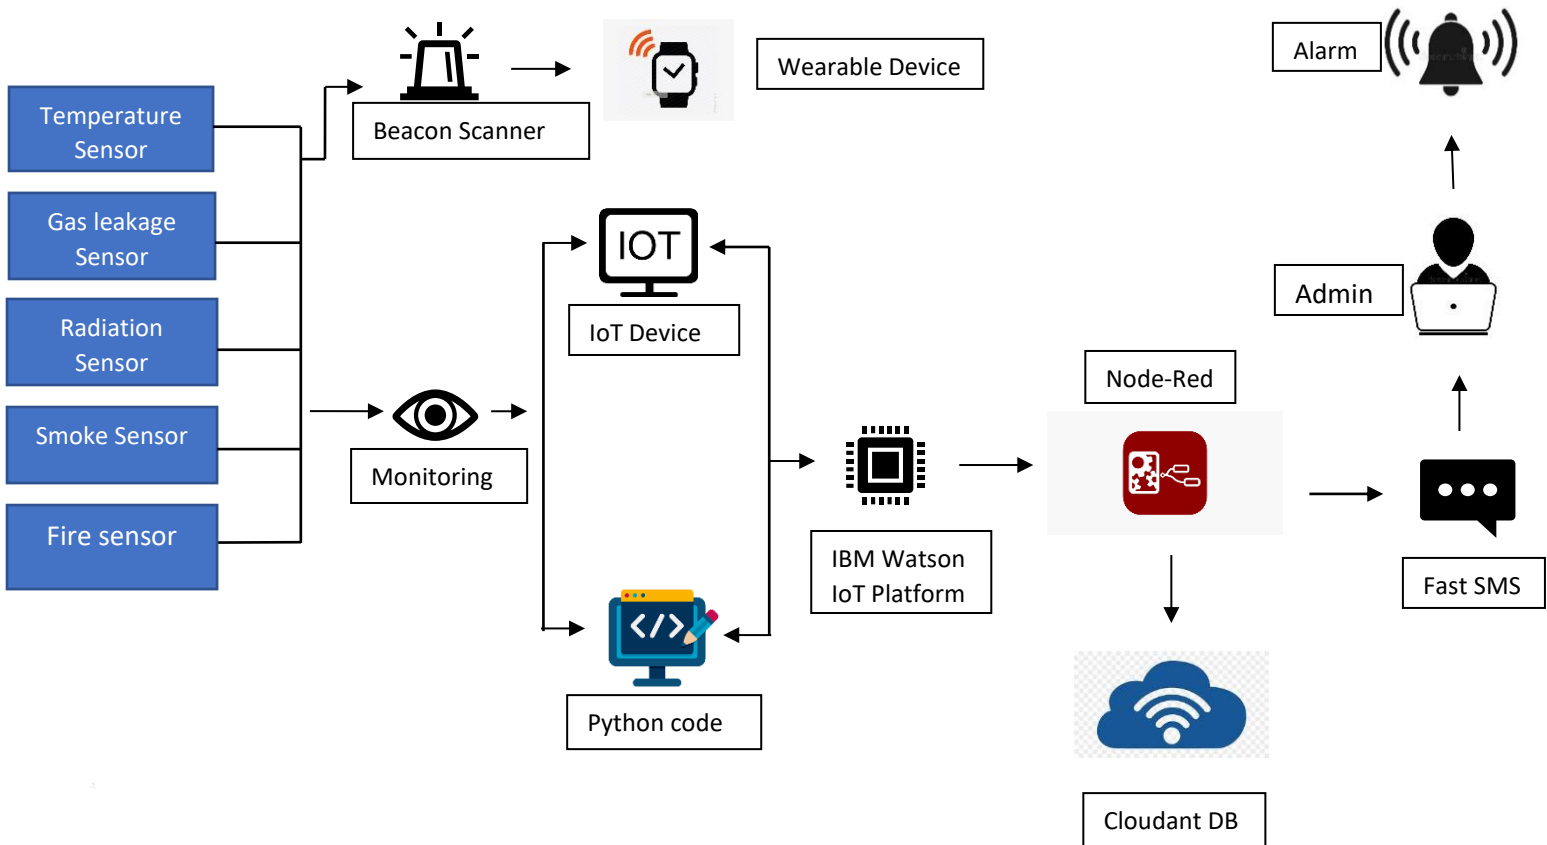 Alarm
Wearable Device
Beacon Scanner
Temperature
Sensor
Gas leakage
Sensor
Radiation
Sensor
Smoke Sensor
Fire sensor
IOT
IoT Device
Monitoring
</>
Python code
IBM Watson
IoT Platform
Node-Red
Admin
Fast SMS
Cloudant DB